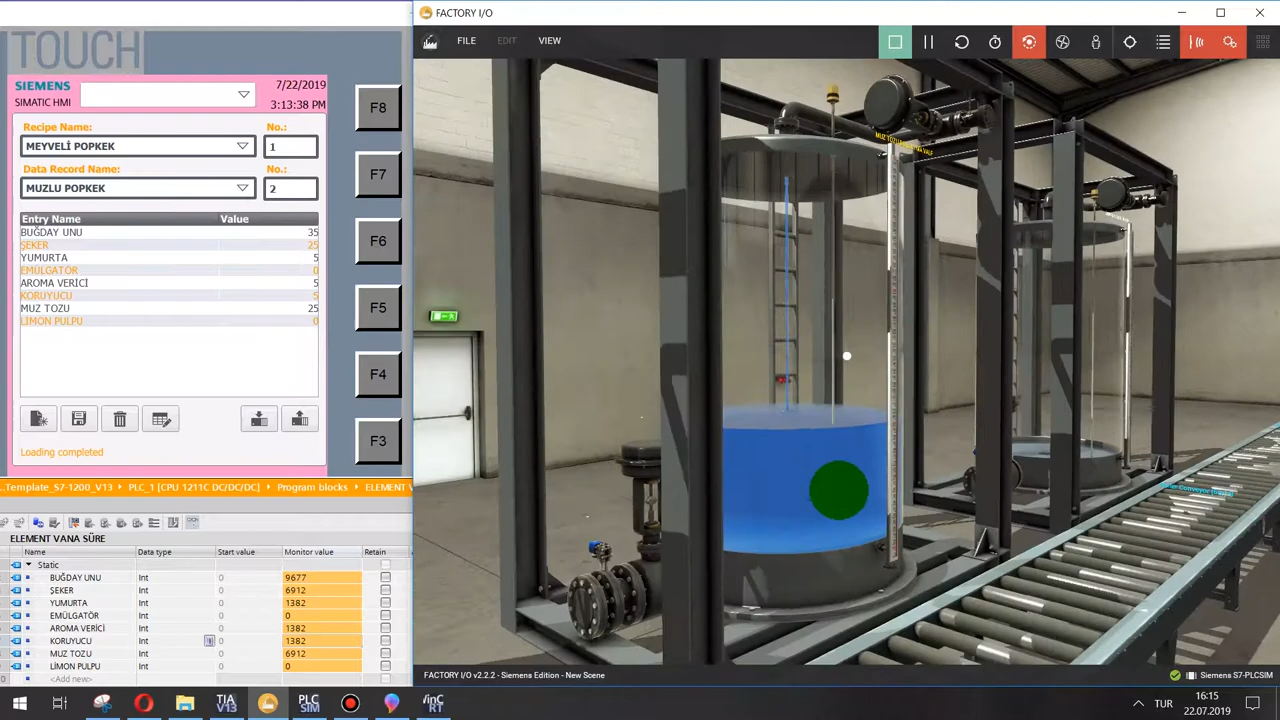 TOUCH
SIEMENS
SIMATIC HMI
7/22/2019
3:13:38 PM
Recipe Name:
No.:
MEYVELİ POPKEK
1
Data Record Name:
No.:
MUZLU POPKEK
2
Entry Name Value
BUĞDAY UNU 35
ŞEKER 25
YUMURTA 5
EMÜLGATÖR 0
AROMA VERİCİ 5
KORUYUCU 5
MUZ TOZU 25
LİMON PULPU 0
Loading completed
F8
F7
F6
F5
F4
F3
..Template_S7-1200_V13 PLC_1 [CPU 1211C DC/DC/DC] Program blocks ELEMENT V
ELEMENT VANA SÜRE
Name Data type Start value Monitor value Retain
Static
BUĞDAY UNU Int 0 9677
ŞEKER Int 0 6912
YUMURTA Int 0 1382
EMÜLGATÖR Int 0 0
AROMA VERİCİ Int 0 1382
KORUYUCU Int 0 1382
MUZ TOZU Int 0 6912
LİMON PULPU Int 0 0
<Add new>
FACTORY I/O
FILE EDIT VIEW
FACTORY I/O v2.2.2 - Siemens Edition - New Scene
Siemens S7-PLCSIM
TIA V13
PLC SIM
inC RT
TUR
16:15
22.07.2019